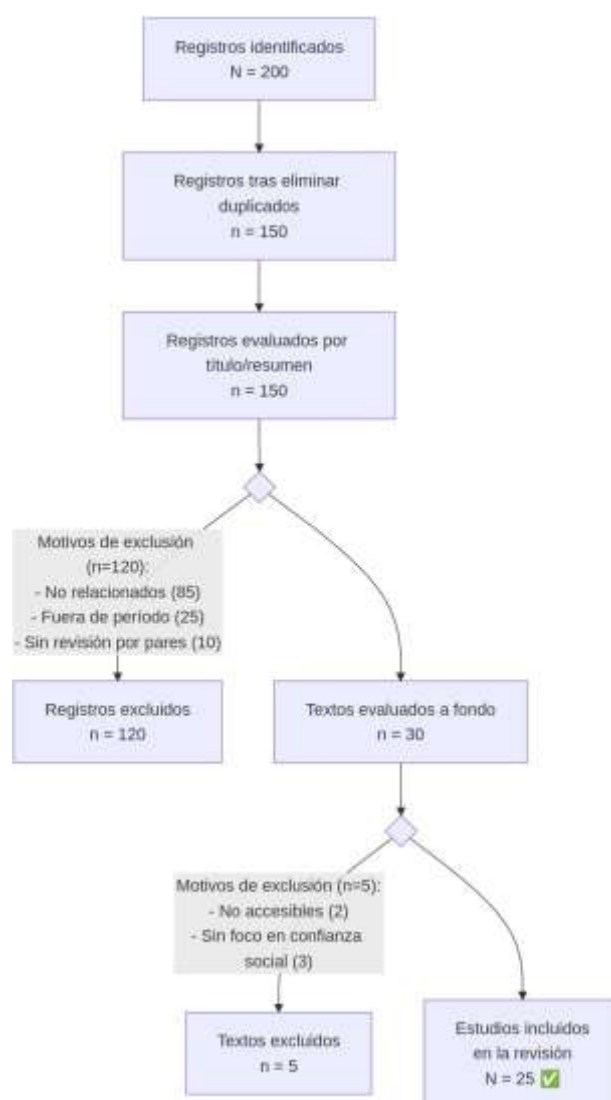 Registros identificados
N = 200
Registros tras eliminar
duplicados
n = 150
Registros evaluados por
título/resumen
n = 150
Motivos de exclusión
(n=120):
- No relacionados (85)
- Fuera de período (25)
- Sin revisión por pares (10)
Registros excluidos
n = 120
Textos evaluados a fondo
n = 30
Motivos de exclusión (n=5):
- No accesibles (2)
- Sin foco en confianza
social (3)
Textos excluidos
n = 5
Estudios incluidos
en la revisión
N = 25 ✅